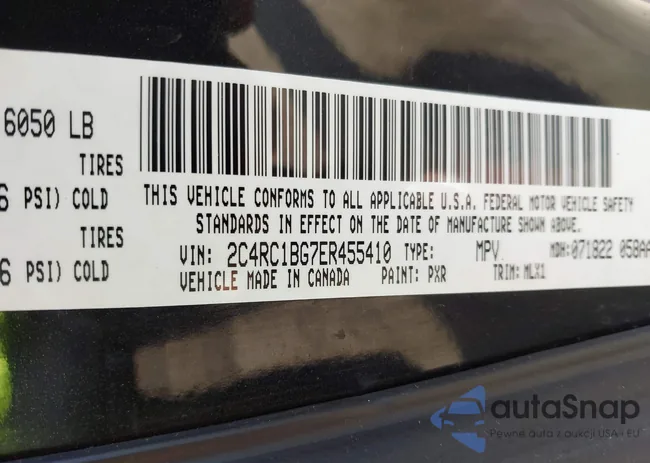 6050 LB
TIRES
6 PSI) COLD
TIRES
6 PSI) COLD
THIS VEHICLE CONFORMS TO ALL APPLICABLE U.S.A. FEDERAL MOTOR VEHICLE SAFETY
STANDARDS IN EFFECT ON THE DATE OF MANUFACTURE SHOWN ABOVE.
VIN: 2C4RC1BG7ER455410 TYPE: MPV MDH: 071822 058AA
VEHICLE MADE IN CANADA PAINT: PXR TRIM: MLX1
autaSnap
Pewne auta z aukcji USA - EU